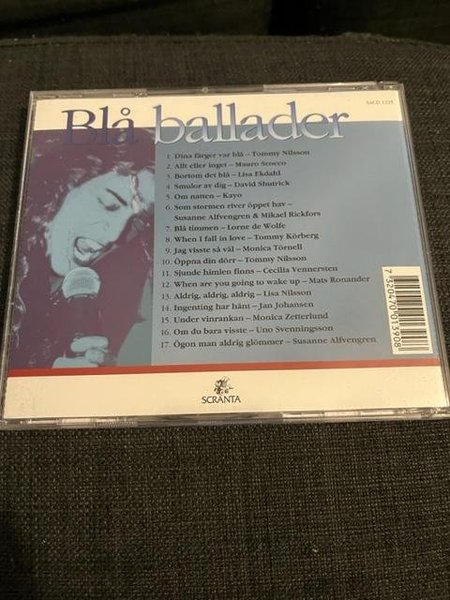 SACD 1225
Blå ballader
1 Dina färger var blå – Tommy Nilsson
2. Allt eller inget – Mauro Scocco
3. Bortom det blå – Lisa Ekdahl
4 Smulor av dig – David Shutrick
5. Om natten – Kayo
6. Som stormen river öppet hav –
Susanne Alfvengren & Mikael Rickfors
7. Blå timmen – Lorne de Wolfe
8. When I fall in love – Tommy Körberg
9. Jag visste så väl – Monica Törnell
10. Öppna din dörr – Tommy Nilsson
11. Sjunde himlen finns – Cecilia Vennersten
12. When are you going to wake up – Mats Ronander
13. Aldrig, aldrig, aldrig – Lisa Nilsson
14. Ingenting har hänt – Jan Johansen
15. Under vinrankan – Monica Zetterlund
16. Om du bara visste – Uno Svenningsson
17. Ögon man aldrig glömmer – Susanne Alfvengren
7 320470 013908
SCRANTA